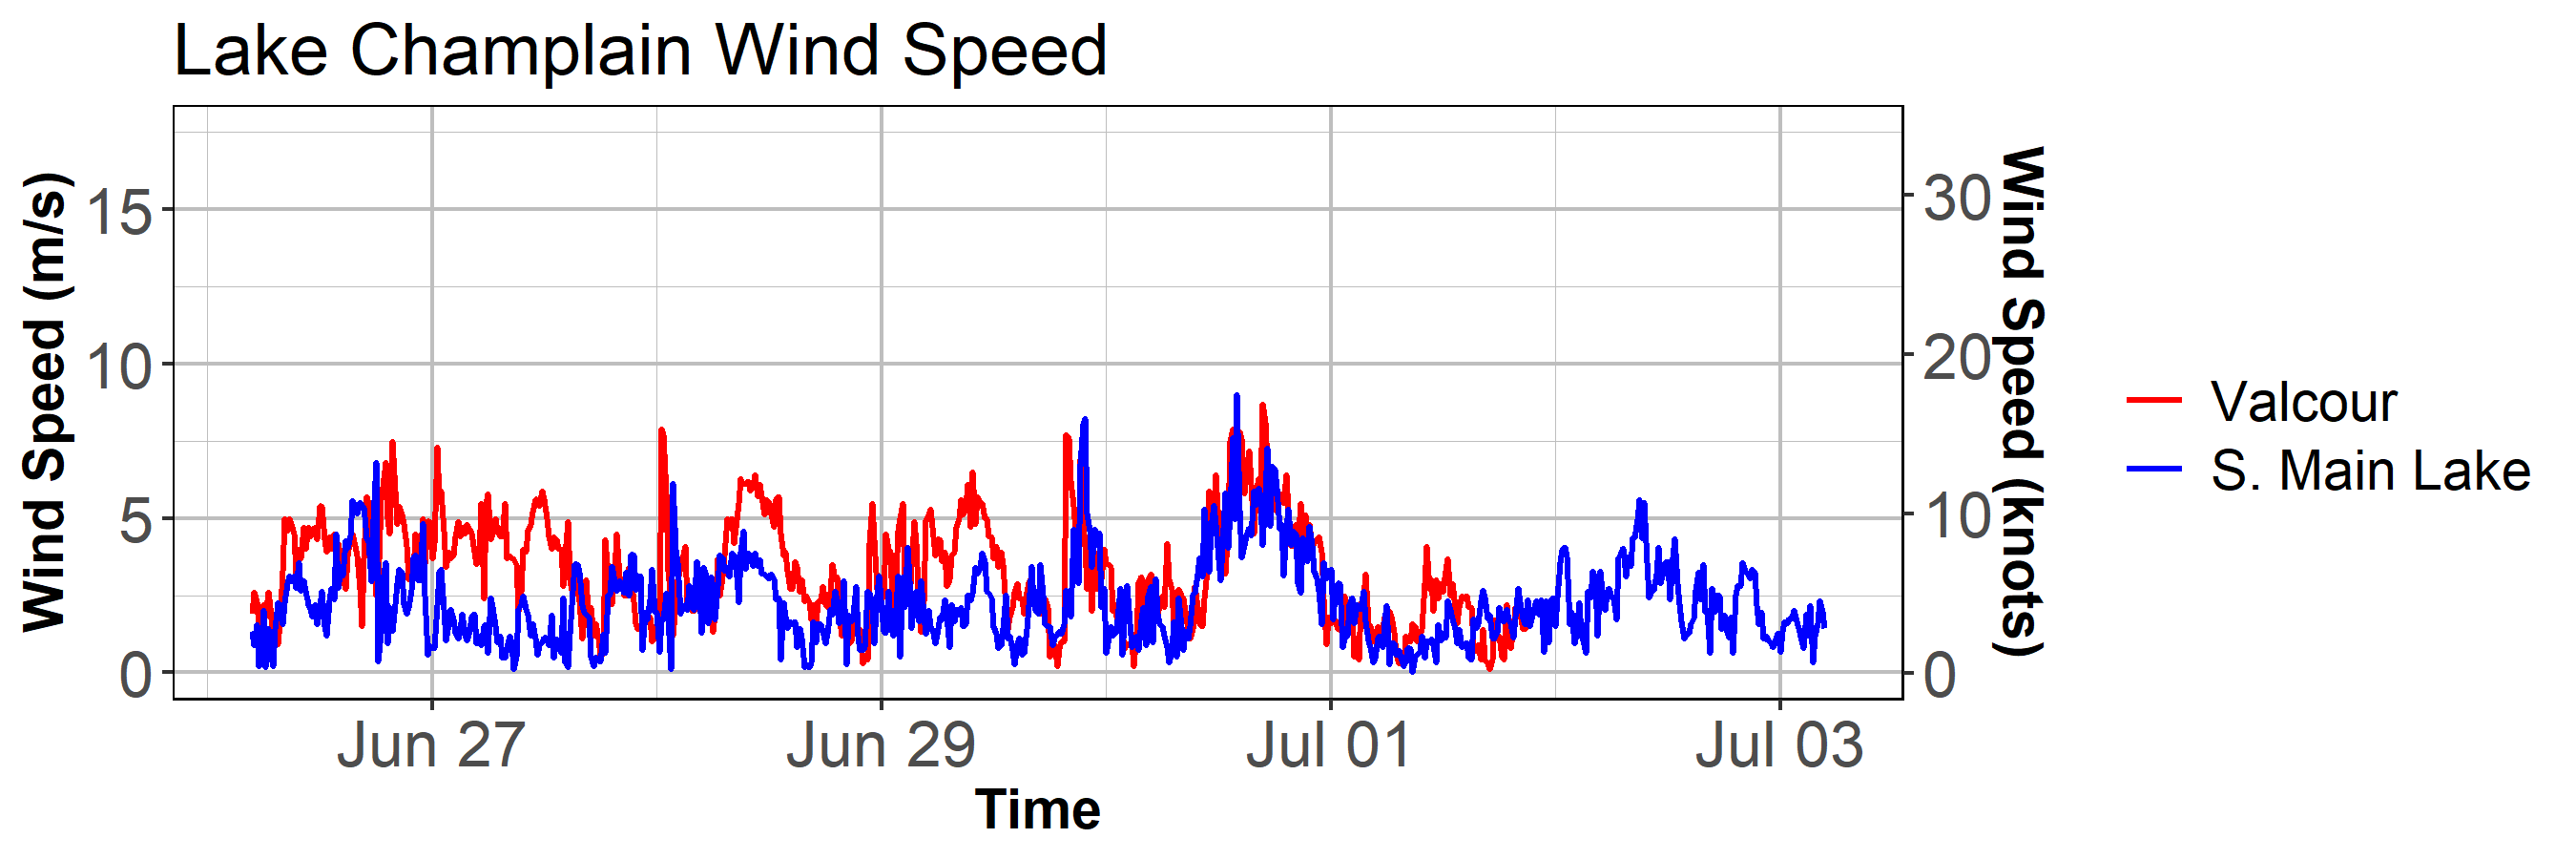 Lake Champlain Wind Speed
Wind Speed (m/s)
15
10
5
0
30
20
10
0
Wind Speed (knots)
Jun 27
Jun 29
Jul 01
Jul 03
Time
Valcour
S. Main Lake